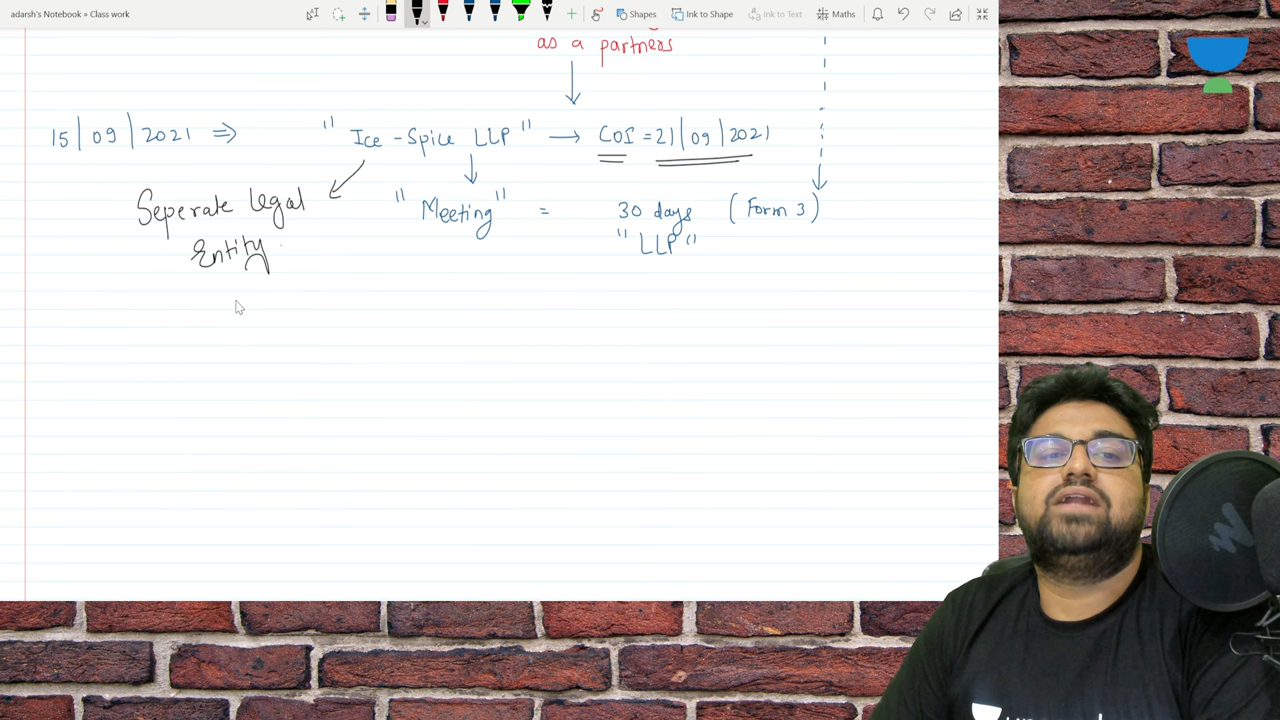 adarsh's Notebook » Class work
Shapes
Ink to Shape
Ink to Text
Maths
as a partners
15|09|2021 ⇒ " Ice-Spice LLP" → COI = 21|09|2021
Seperate legal
Entity
"Meeting" = 30 days (Form 3)
"LLP"